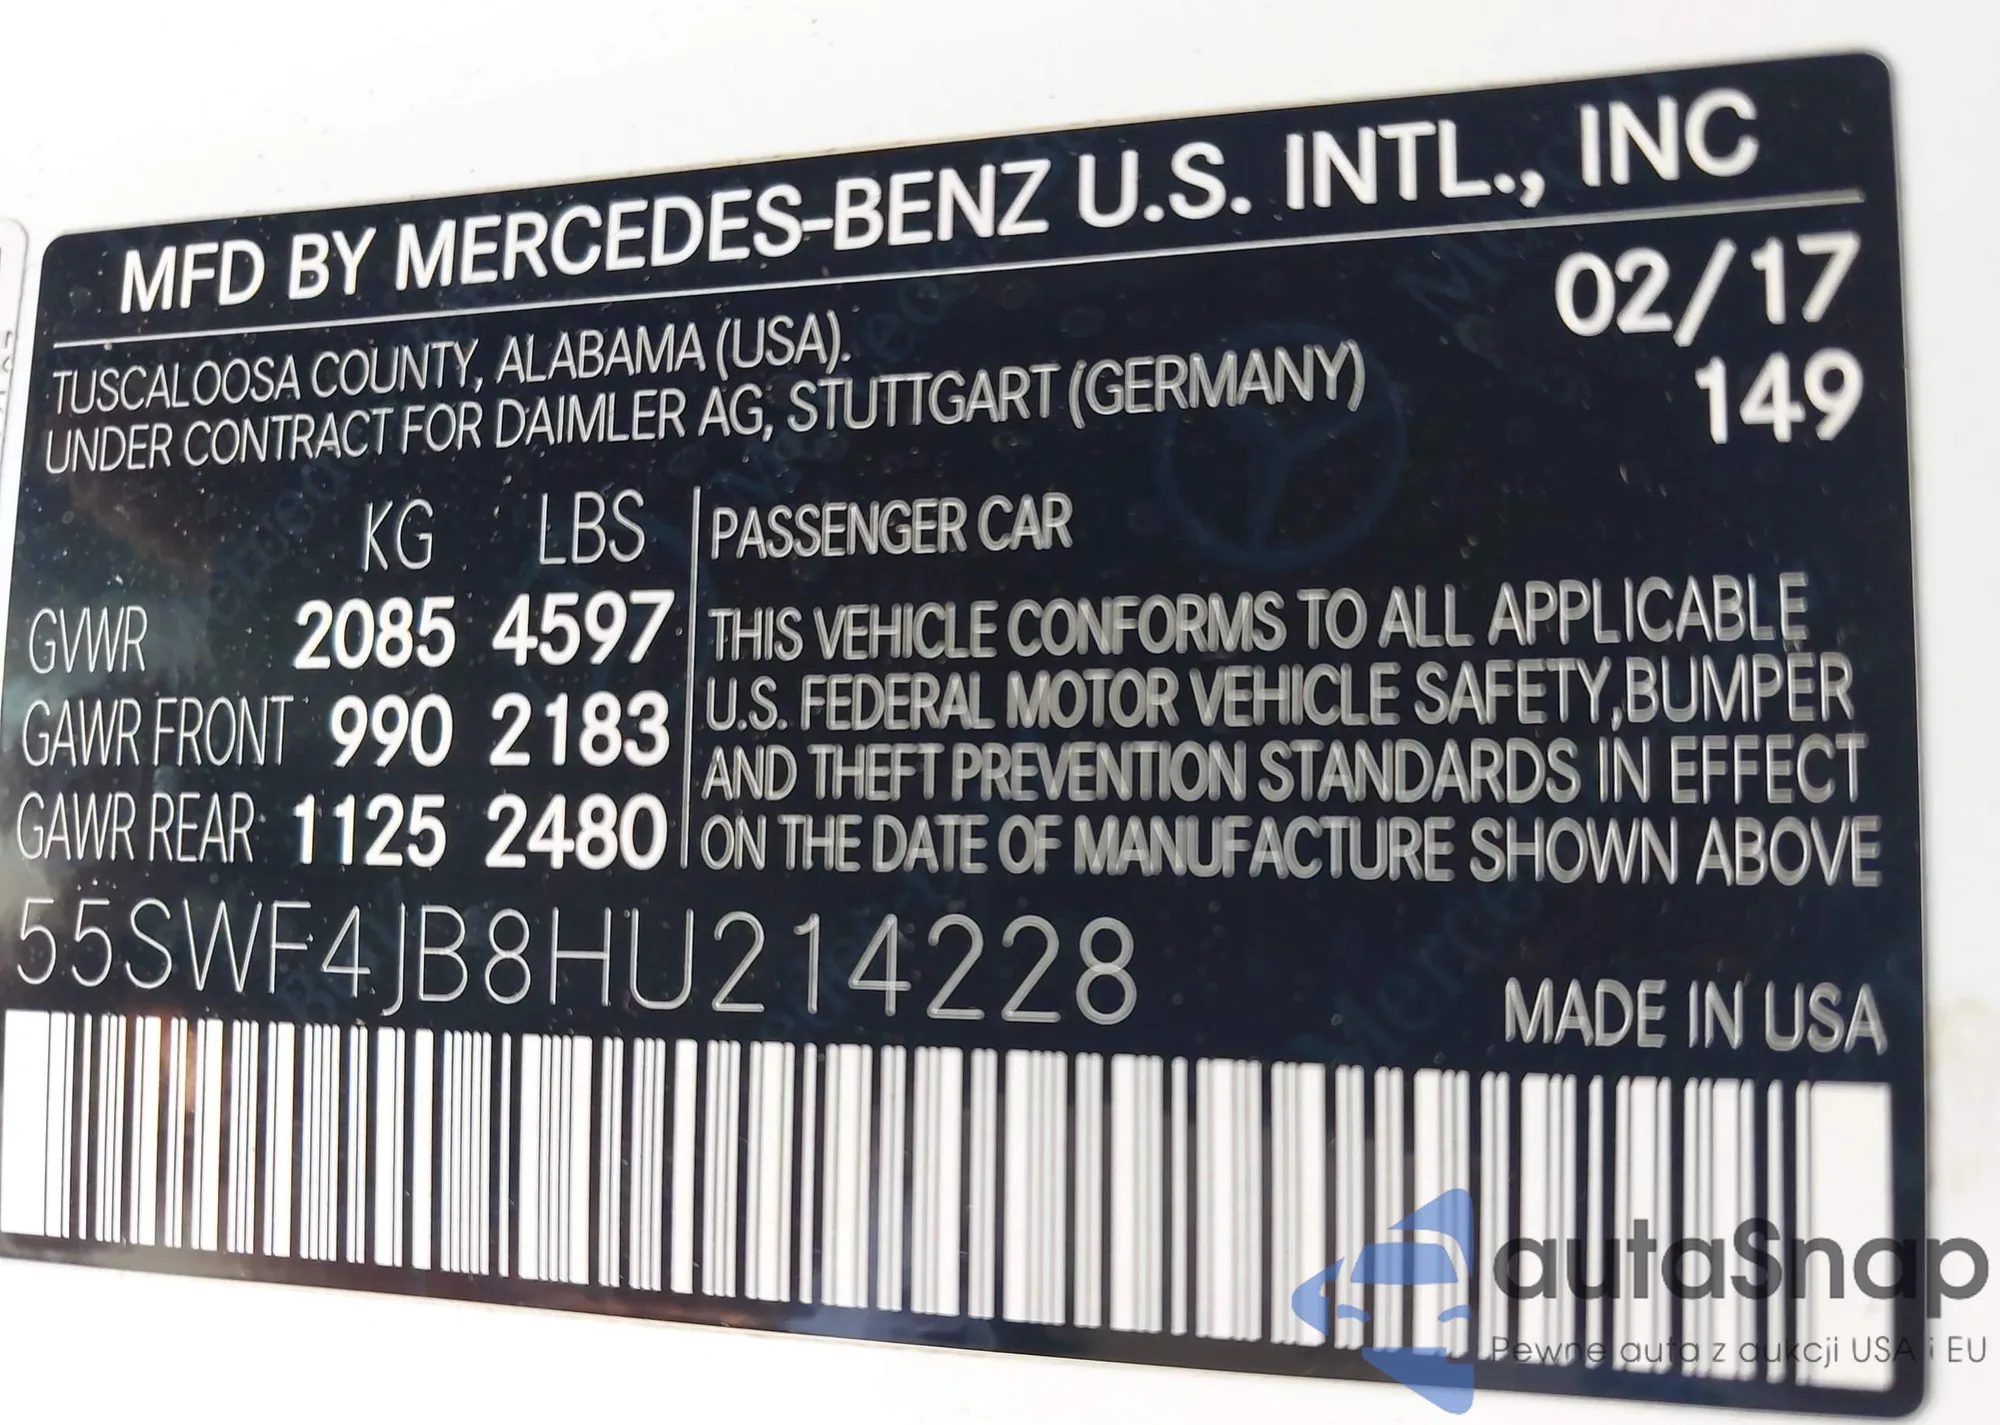 MFD BY MERCEDES-BENZ U.S. INTL., INC
02/17
TUSCALOOSA COUNTY, ALABAMA (USA).
149
UNDER CONTRACT FOR DAIMLER AG, STUTTGART (GERMANY)
KG LBS
GVWR 2085 4597
GAWR FRONT 990 2183
GAWR REAR 1125 2480
PASSENGER CAR
THIS VEHICLE CONFORMS TO ALL APPLICABLE
U.S. FEDERAL MOTOR VEHICLE SAFETY,BUMPER
AND THEFT PREVENTION STANDARDS IN EFFECT
ON THE DATE OF MANUFACTURE SHOWN ABOVE
55SWF4JB8HU214228
MADE IN USA
autaSnap
Pewne auta z aukcji USA i EU